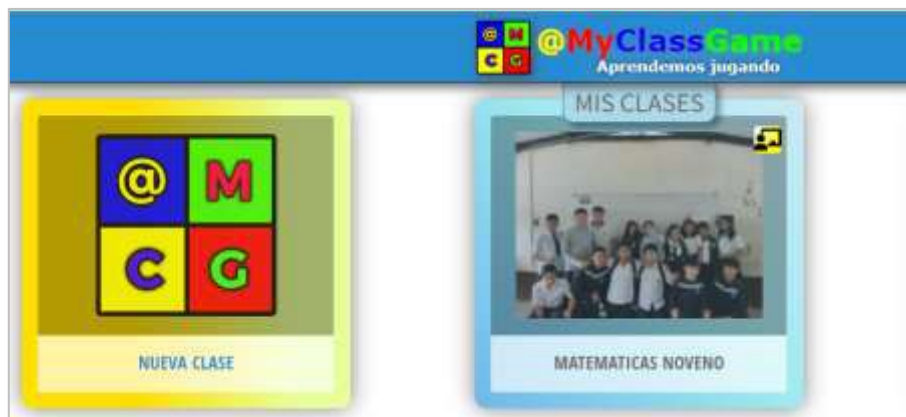 @ M
C G
@MyClassGame
Aprendemos jugando
MIS CLASES
@ M
C G
NUEVA CLASE
MATEMATICAS NOVENO